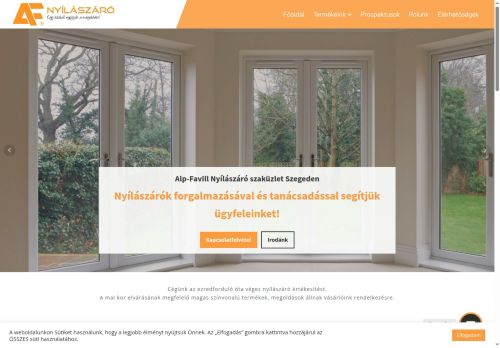 AF NYÍLÁSZÁRÓ
Főoldal Termékeink Prospektusok Rólunk Elérhetőségek
Alp-Favill Nyílászáró szaküzlet Szegeden
Nyílászárók forgalmazásával és tanácsadással segítjük
ügyfeleinket!
Kapcsolatfelvétel Irodánk
Cégünk az ezredforduló óta végez nyílászáró értékesítést.
A mai kor elvárásának megfelelő magas színvonalú termékek, megoldások állnak vásárlóink rendelkezésre.
A weboldalunkon Sütiket használunk, hogy a legjobb élményt nyújtsuk Önnek. Az „Elfogadás” gombra kattintva hozzájárul az
ÖSSZES süti használatához.
Elfogadom